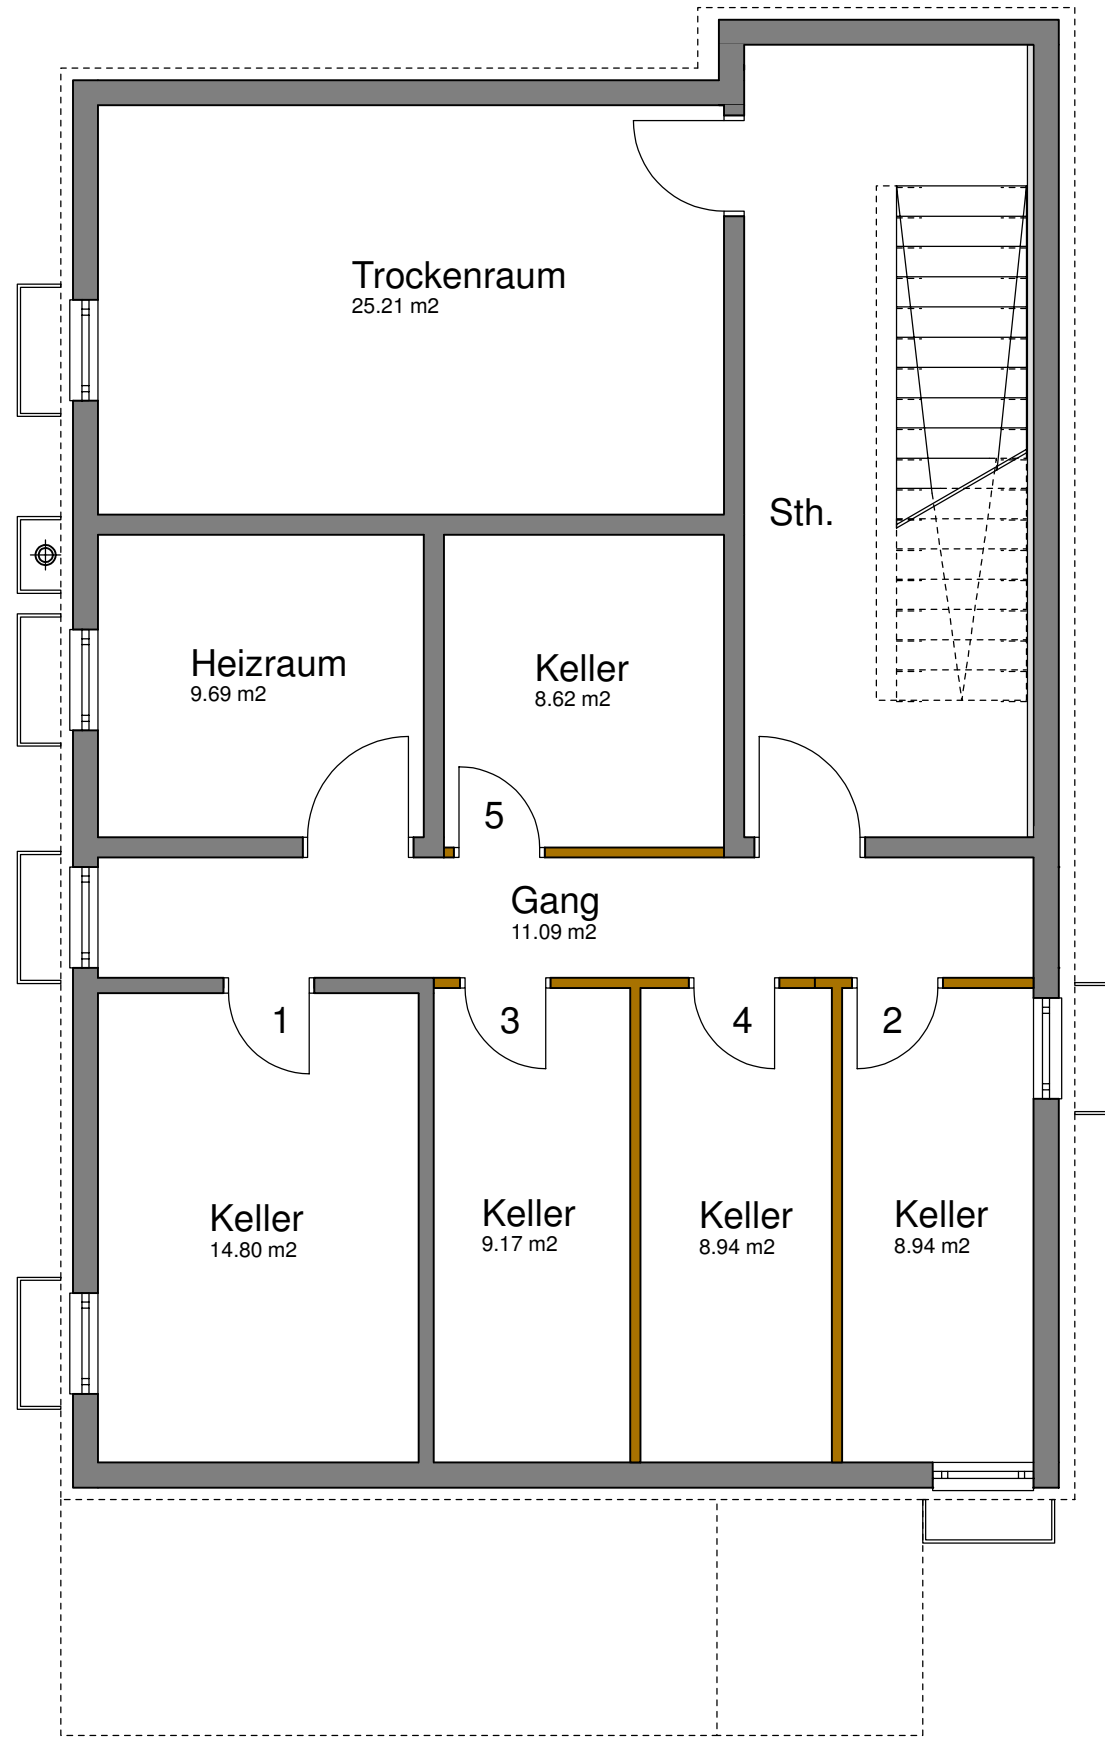 Trockenraum
25.21 m2
Sth.
Heizraum
9.69 m2
Keller
8.62 m2
5
Gang
11.09 m2
1
3
4
2
Keller
14.80 m2
Keller
9.17 m2
Keller
8.94 m2
Keller
8.94 m2